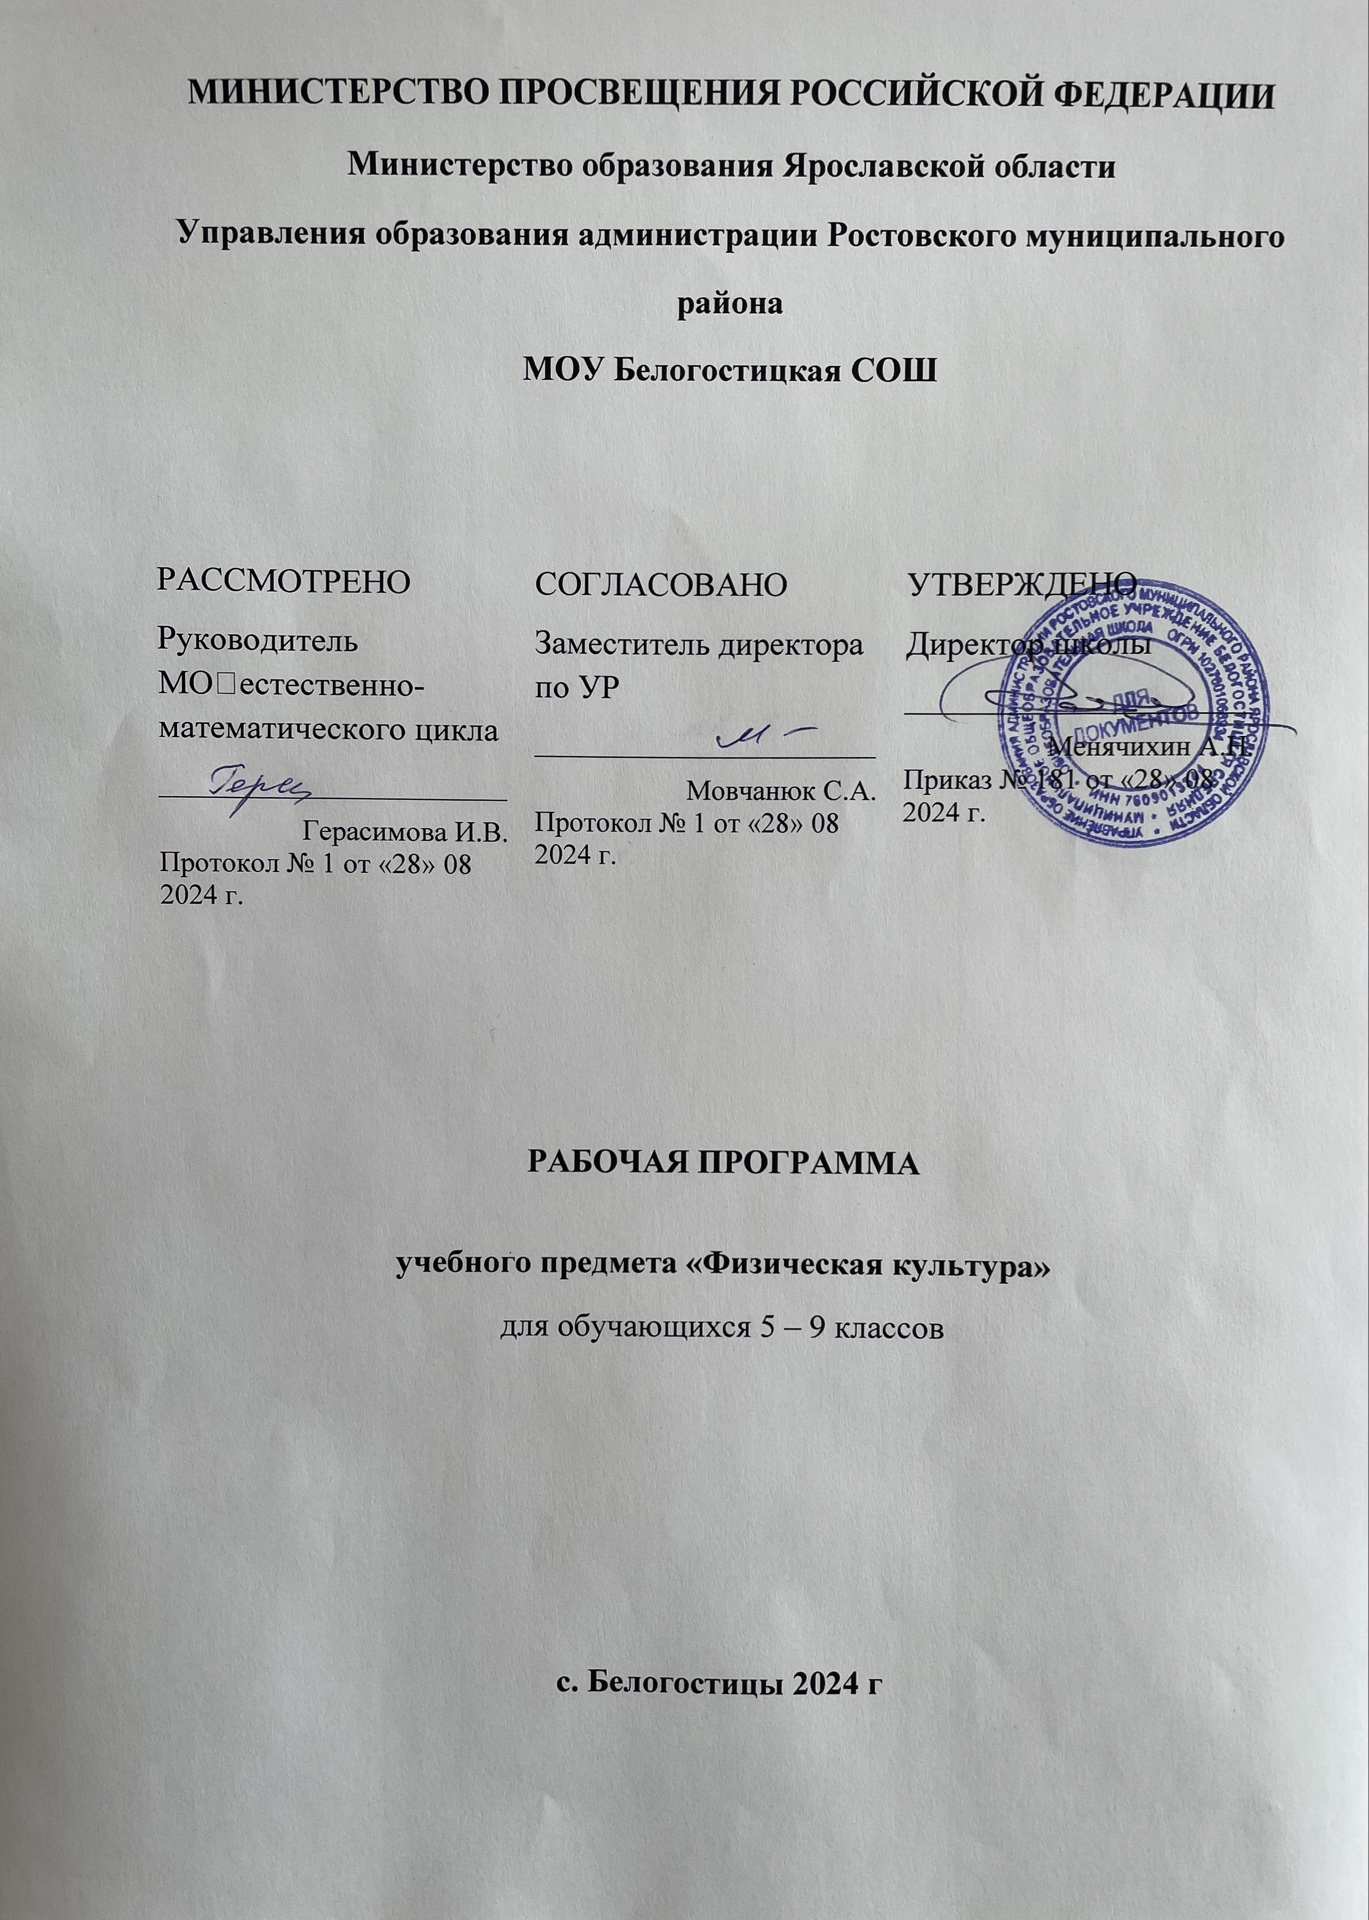 МИНИСТЕРСТВО ПРОСВЕЩЕНИЯ РОССИЙСКОЙ ФЕДЕРАЦИИ
Министерство образования Ярославской области
Управления образования администрации Ростовского муниципального
района
МОУ Белогостицкая СОШ
РАССМОТРЕНО
Руководитель
МО□естественно-
математического цикла
Герас
Герасимова И.В.
Протокол № 1 от «28» 08
2024 г.
СОГЛАСОВАНО
Заместитель директора
по УР
Мовчанюк С.А.
Протокол № 1 от «28» 08
2024 г.
УТВЕРЖДЕНО
Директор школы
Менячихин А.Н.
Приказ № 181 от «28» 08
2024 г.
ДЛЯ
ДОКУМЕНТОВ
РАБОЧАЯ ПРОГРАММА
учебного предмета «Физическая культура»
для обучающихся 5 – 9 классов
с. Белогостицы 2024 г